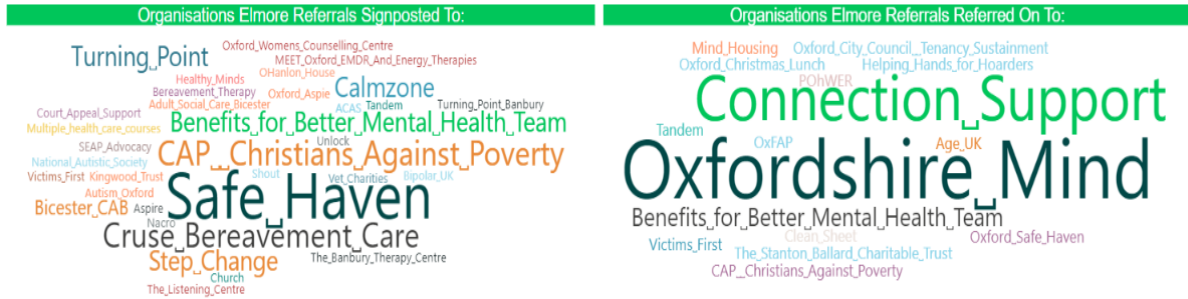 Organisations Elmore Referrals Signposted To:
Oxford_Womens_Counselling_Centre
Turning_Point
MEET_Oxford_EMDR_And_Energy_Therapies
OHanlon_House
Healthy_Minds
Calmzone
Bereavement_Therapy
Oxford_Aspie
Adult_Social_Care_Bicester
ACAS
Tandem
Turning_Point_Banbury
Court_Appeal_Support
Benefits_for_Better_Mental_Health_Team
Multiple_health_care_courses
Unlock
SEAP_Advocacy
CAP__Christians_Against_Poverty
National_Autistic_Society
Shout
Victims_First
Kingwood_Trust
Vet_Charities
Bipolar_UK
Autism_Oxford
Safe_Haven
Bicester_CAB
Aspire
Nacro
Cruse_Bereavement_Care
Step_Change
The_Banbury_Therapy_Centre
Church
The_Listening_Centre
Organisations Elmore Referrals Referred On To:
Mind_Housing
Oxford_City_Council__Tenancy_Sustainment
Oxford_Christmas_Lunch
Helping_Hands_for_Hoarders
POhWER
Connection_Support
Tandem
OxFAP
Age_UK
Oxfordshire_Mind
Benefits_for_Better_Mental_Health_Team
Clean_Sheet
Oxford_Safe_Haven
Victims_First
The_Stanton_Ballard_Charitable_Trust
CAP__Christians_Against_Poverty